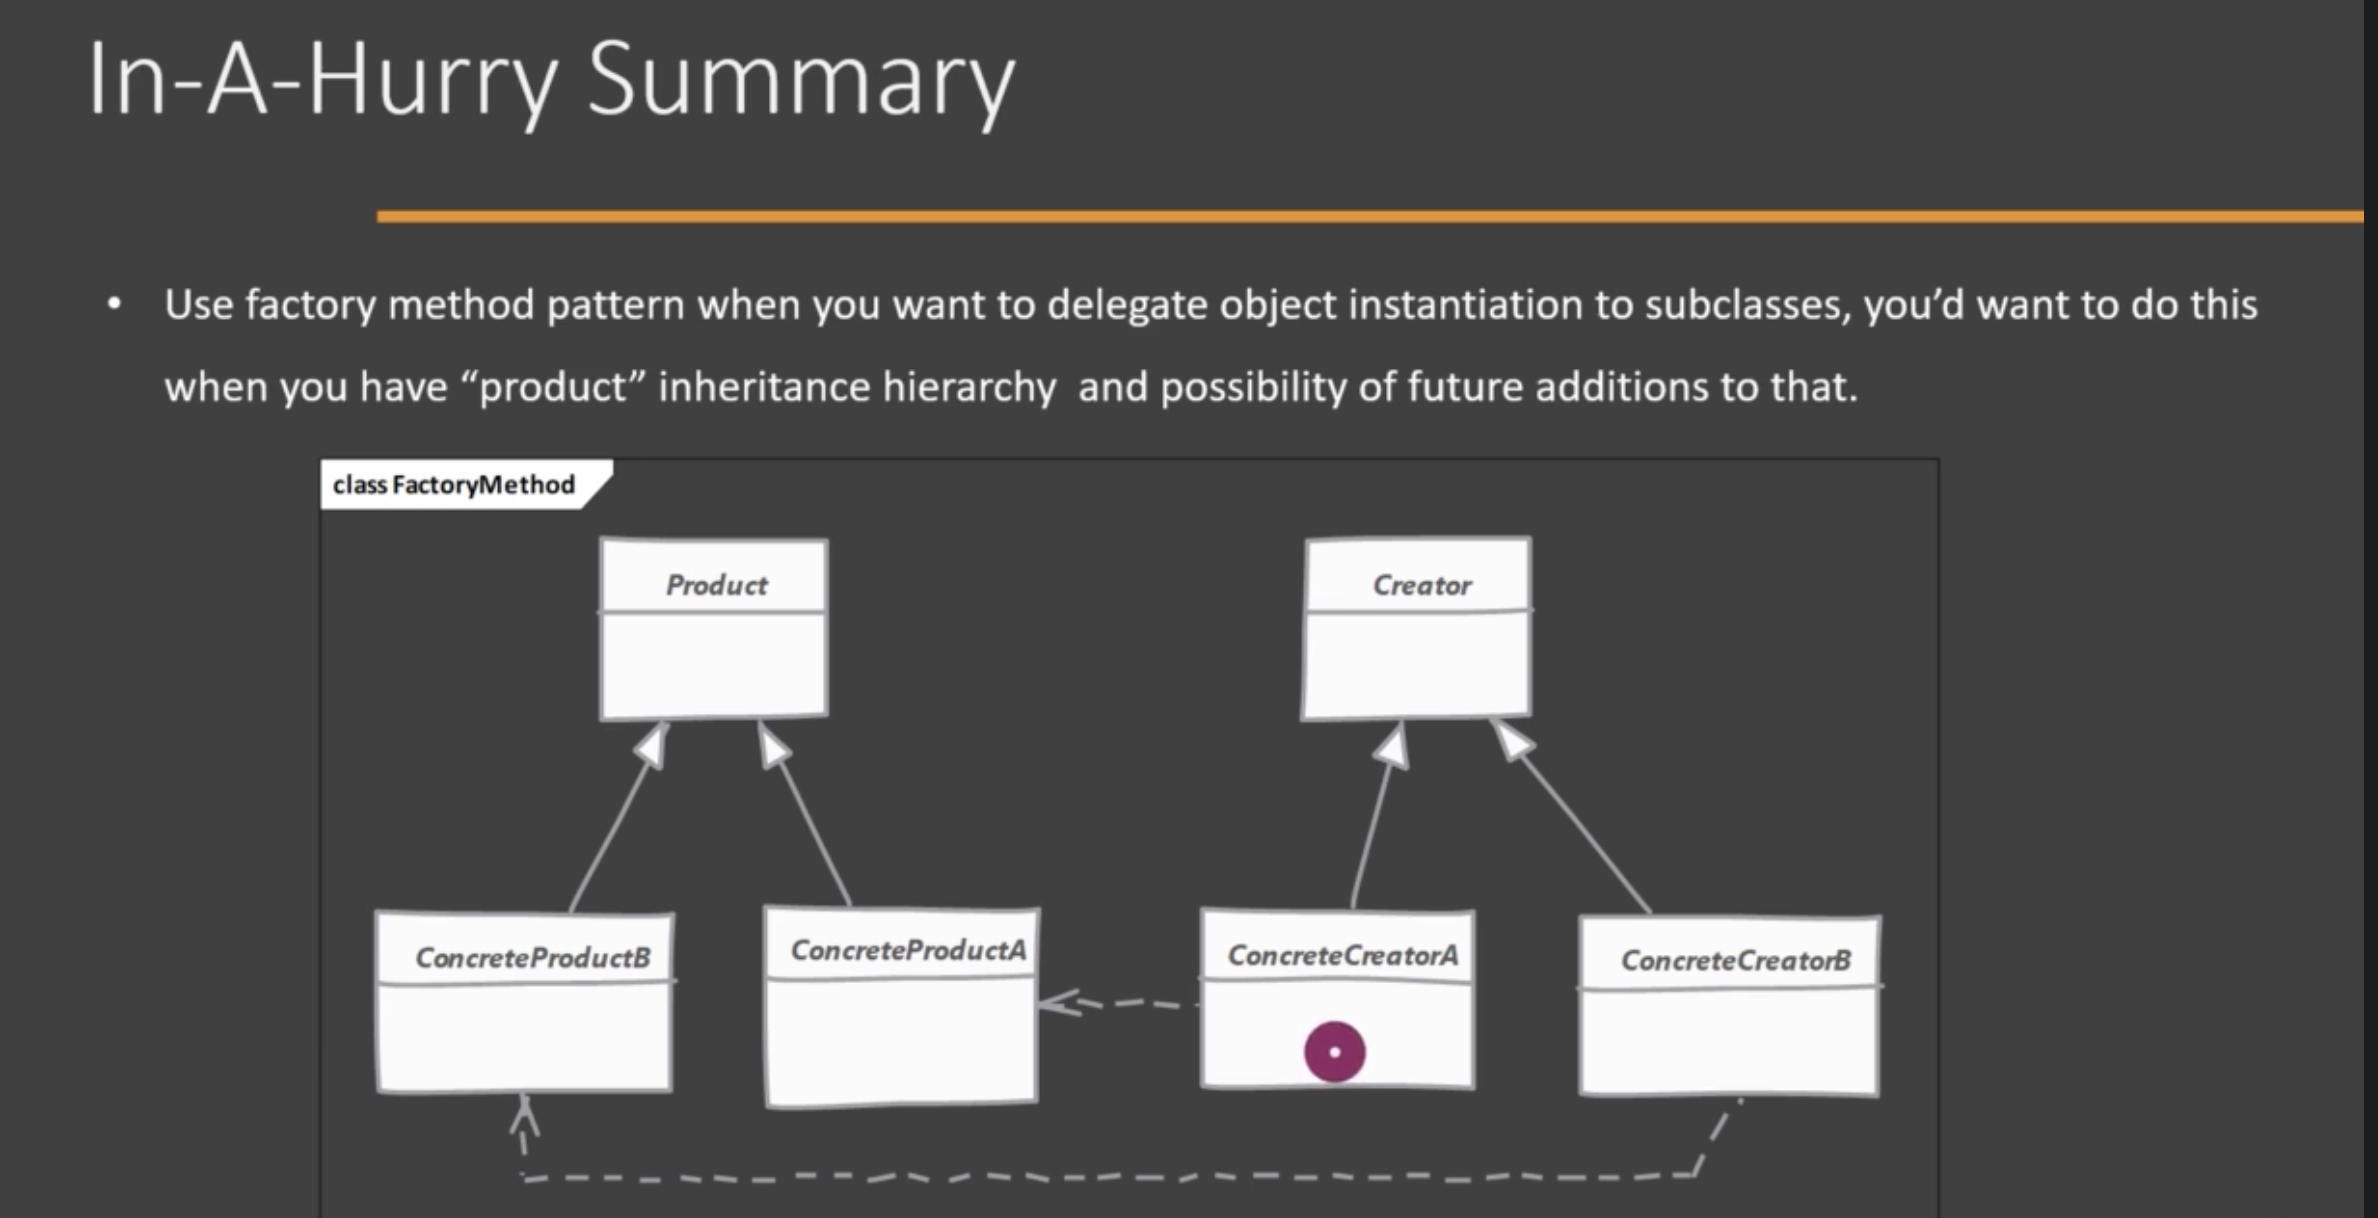 In-A-Hurry Summary
• Use factory method pattern when you want to delegate object instantiation to subclasses, you’d want to do this
when you have “product” inheritance hierarchy  and possibility of future additions to that.
class FactoryMethod
Product
Creator
ConcreteProductB
ConcreteProductA
ConcreteCreatorA
ConcreteCreatorB